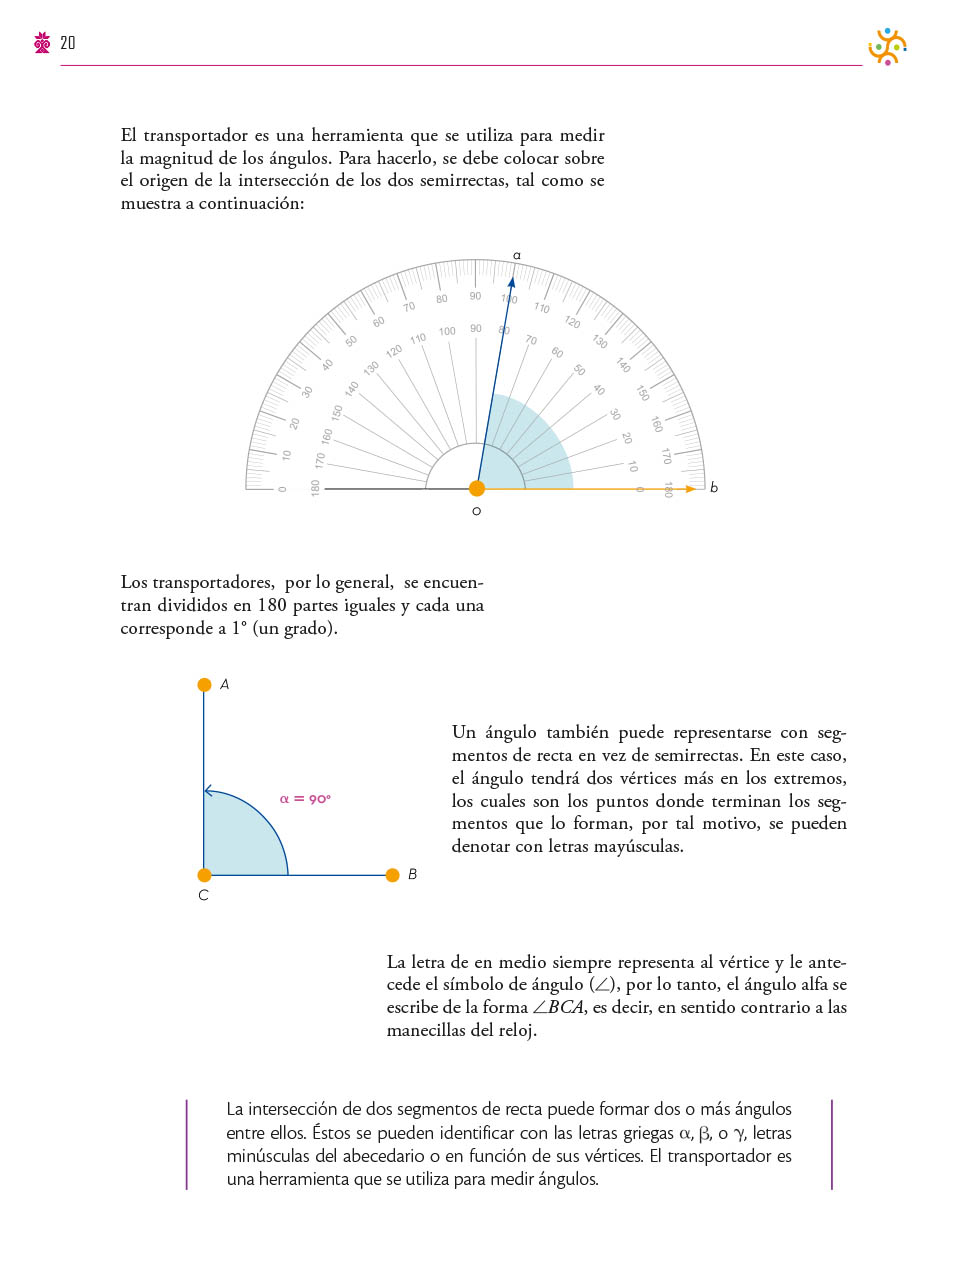 20
El transportador es una herramienta que se utiliza para medir
la magnitud de los ángulos. Para hacerlo, se debe colocar sobre
el origen de la intersección de los dos semirrectas, tal como se
muestra a continuación:
a
0 10 20 30 40 50 60 70 80 90 100 110 120 130 140 150 160 170 180
180 170 160 150 140 130 120 110 100 90 80 70 60 50 40 30 20 10 0
b
o
Los transportadores, por lo general, se encuen-
tran divididos en 180 partes iguales y cada una
corresponde a 1° (un grado).
A
α = 90°
B
C
Un ángulo también puede representarse con seg-
mentos de recta en vez de semirrectas. En este caso,
el ángulo tendrá dos vértices más en los extremos,
los cuales son los puntos donde terminan los seg-
mentos que lo forman, por tal motivo, se pueden
denotar con letras mayúsculas.
La letra de en medio siempre representa al vértice y le ante-
cede el símbolo de ángulo (∠), por lo tanto, el ángulo alfa se
escribe de la forma ∠BCA, es decir, en sentido contrario a las
manecillas del reloj.
La intersección de dos segmentos de recta puede formar dos o más ángulos
entre ellos. Éstos se pueden identificar con las letras griegas α, β, o γ, letras
minúsculas del abecedario o en función de sus vértices. El transportador es
una herramienta que se utiliza para medir ángulos.